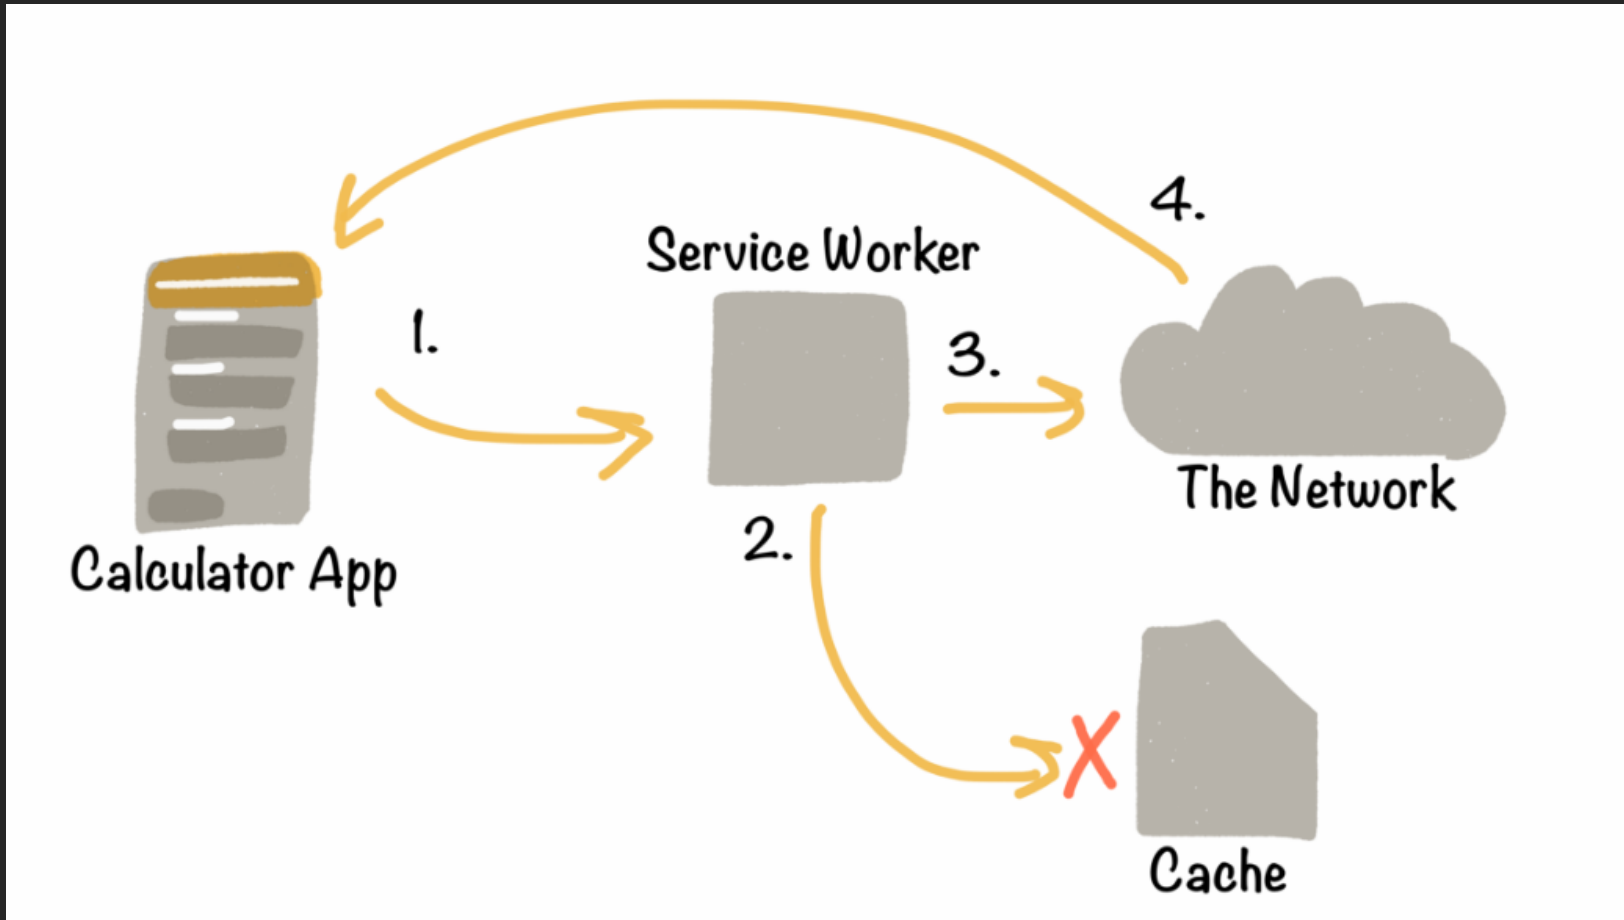 4.
Service Worker
1.
3.
The Network
2.
Calculator App
Cache